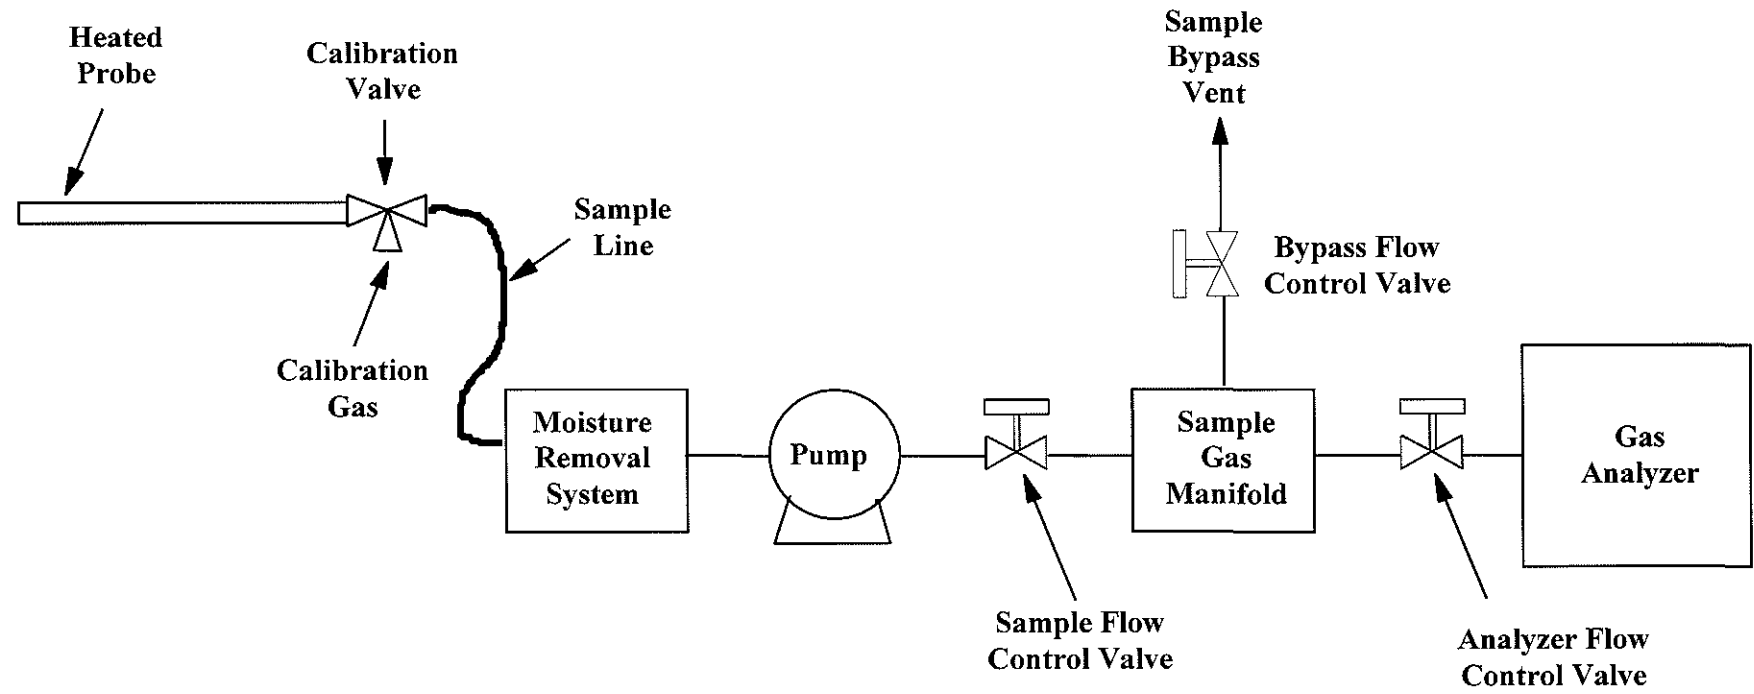 Heated
Probe
Calibration
Valve
Sample
Bypass
Vent
Sample
Line
Bypass Flow
Control Valve
Calibration
Gas
Moisture
Removal
System
Pump
Sample
Gas
Manifold
Gas
Analyzer
Sample Flow
Control Valve
Analyzer Flow
Control Valve